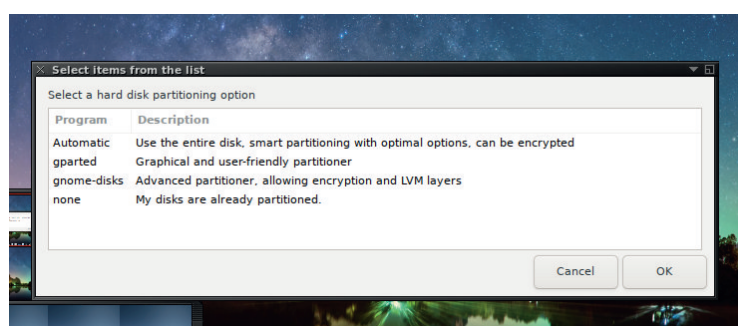 Select items from the list
Select a hard disk partitioning option
Program Description
Automatic Use the entire disk, smart partitioning with optimal options, can be encrypted
gparted Graphical and user-friendly partitioner
gnome-disks Advanced partitioner, allowing encryption and LVM layers
none My disks are already partitioned.
Cancel OK